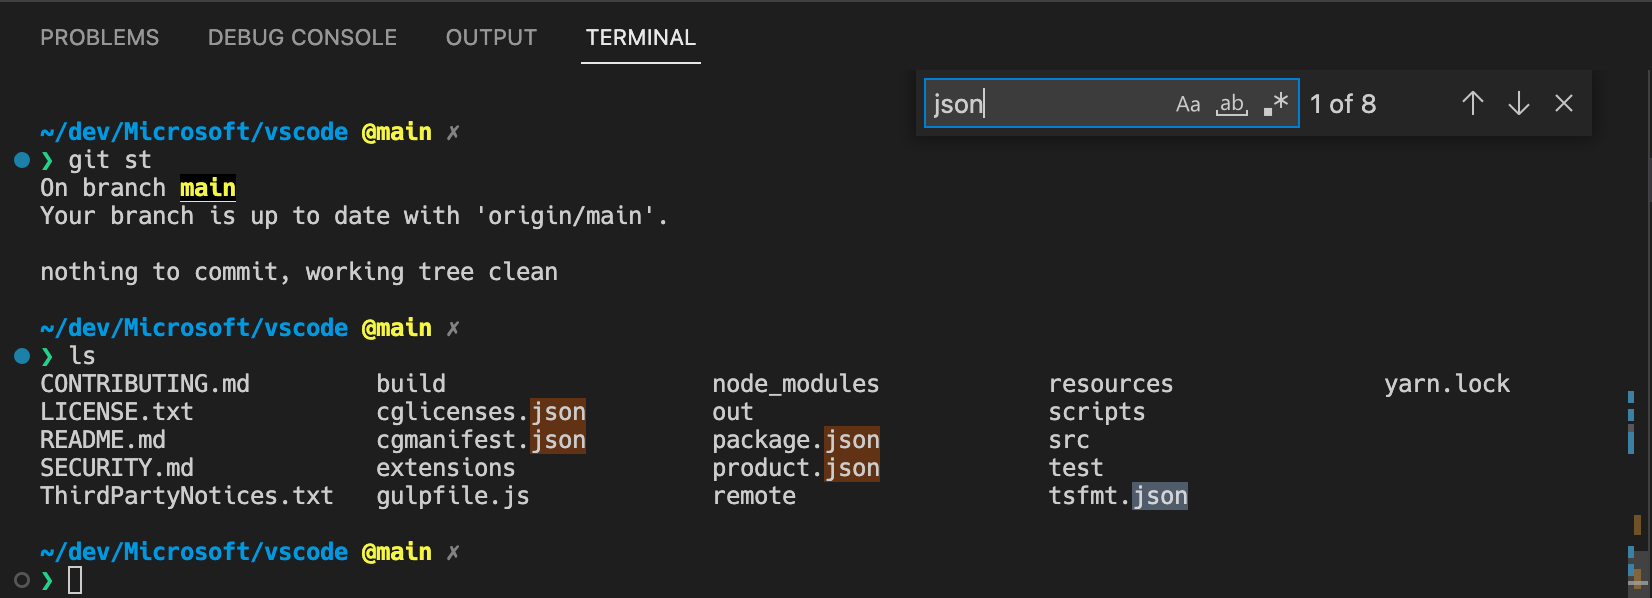 PROBLEMS DEBUG CONSOLE OUTPUT TERMINAL
json Aa ab .* 1 of 8
~/dev/Microsoft/vscode @main ✗
❯ git st
On branch main
Your branch is up to date with 'origin/main'.
nothing to commit, working tree clean
~/dev/Microsoft/vscode @main ✗
❯ ls
CONTRIBUTING.md build node_modules resources yarn.lock
LICENSE.txt cglicenses.json out scripts
README.md cgmanifest.json package.json src
SECURITY.md extensions product.json test
ThirdPartyNotices.txt gulpfile.js remote tsfmt.json
~/dev/Microsoft/vscode @main ✗
❯